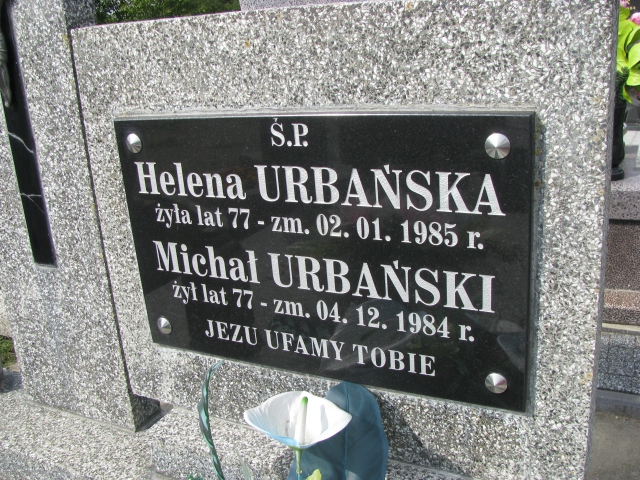 Ś.P.
Helena URBAŃSKA
żyła lat 77 - zm. 02. 01. 1985 r.
Michał URBAŃSKI
żył lat 77 - zm. 04. 12. 1984 r.
JEZU UFAMY TOBIE